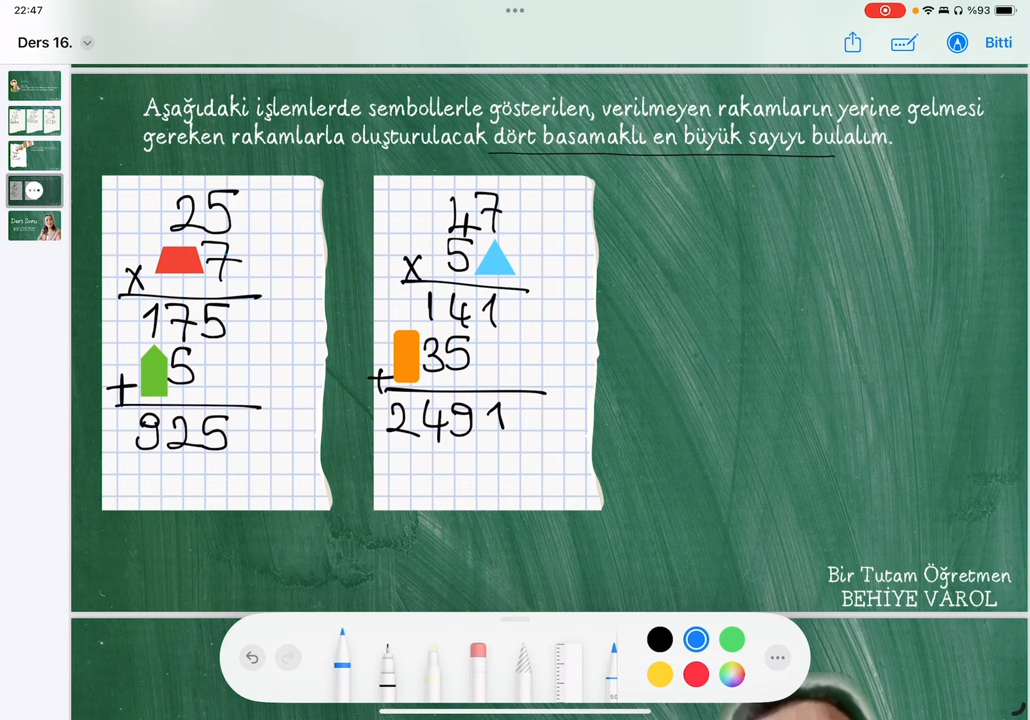 22:47
%93
Ders 16.
Bitti
Aşağıdaki işlemlerde sembollerle gösterilen, verilmeyen rakamların yerine gelmesi
gereken rakamlarla oluşturulacak dört basamaklı en büyük sayıyı bulalım.
25
x 7
175
+ 5
925
47
x 5
141
+ 35
2491
Bir Tutam Öğretmen
BEHİYE VAROL
Ders Sonu